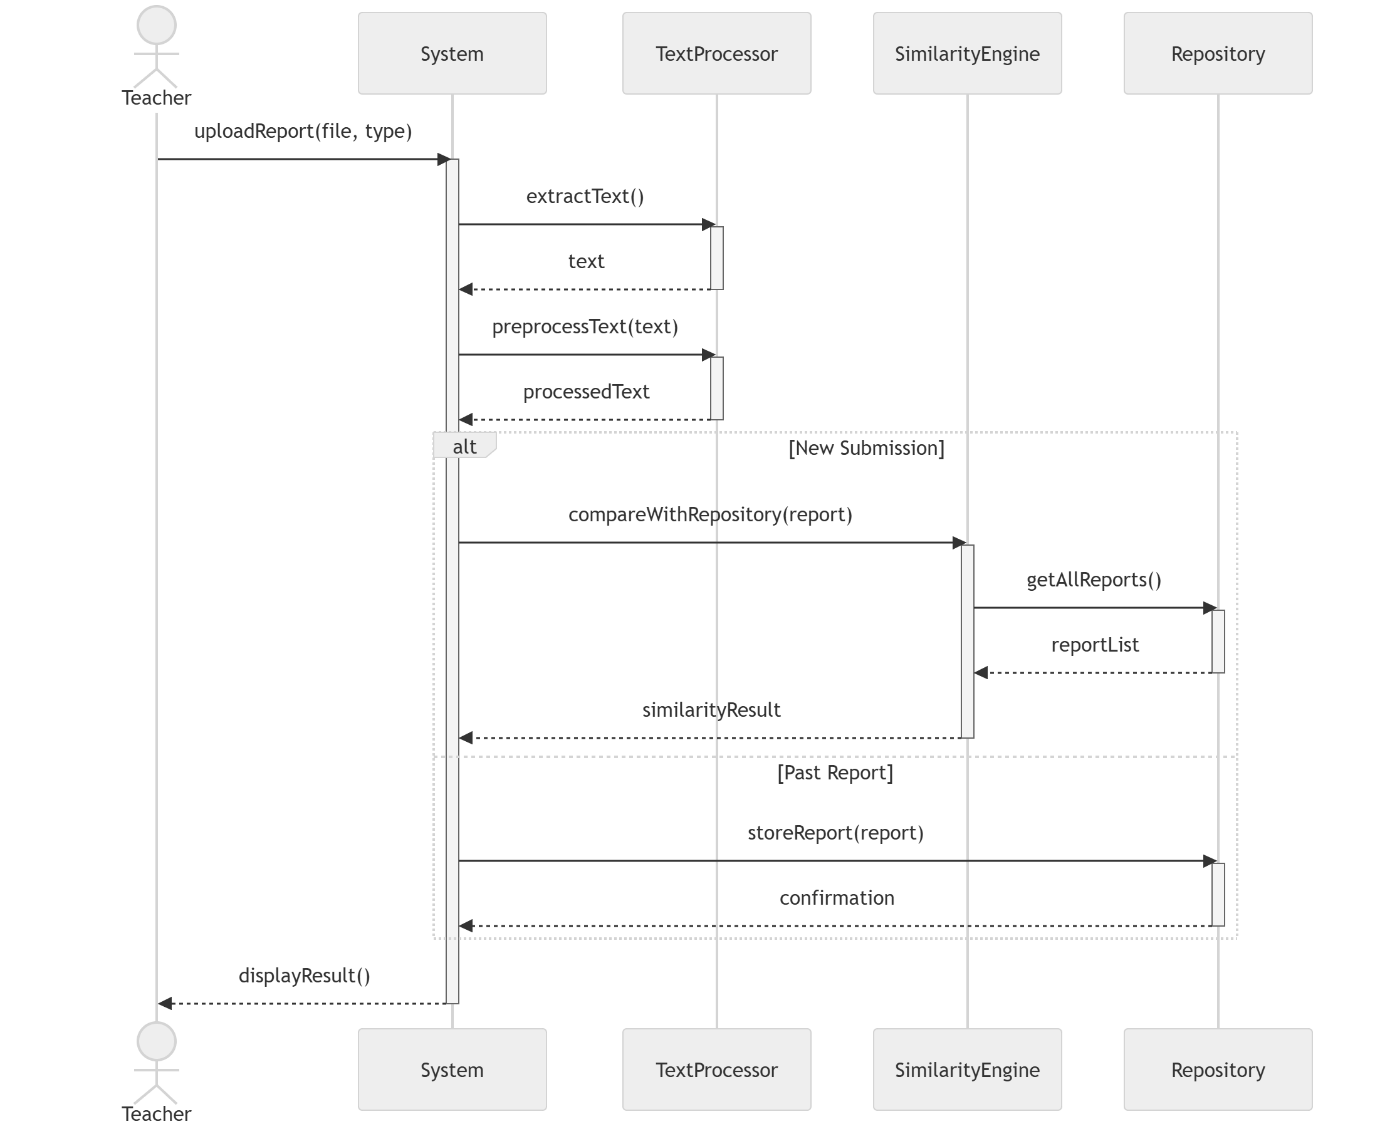 Teacher
System
TextProcessor
SimilarityEngine
Repository
uploadReport(file, type)
extractText()
text
preprocessText(text)
processedText
alt
[New Submission]
compareWithRepository(report)
getAllReports()
reportList
similarityResult
[Past Report]
storeReport(report)
confirmation
displayResult()
Teacher
System
TextProcessor
SimilarityEngine
Repository